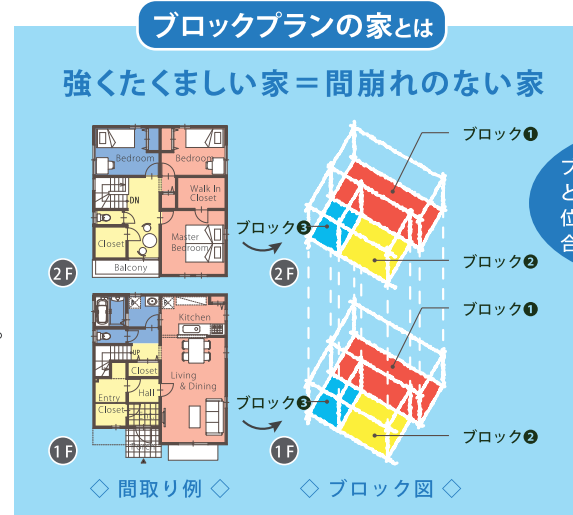 ブロックプランの家とは
強くたくましい家＝間崩れのない家
Bedroom
Bedroom
Walk In
Closet
DN
Closet
Master
Bedroom
Balcony
2F
ブロック❶
ブロック❸
ブロック❷
2F
Kitchen
UP
Closet
Living
& Dining
Hall
Entry
Closet
1F
ブロック❶
ブロック❸
ブロック❷
1F
◇ 間取り例 ◇
◇ ブロック図 ◇
位
合